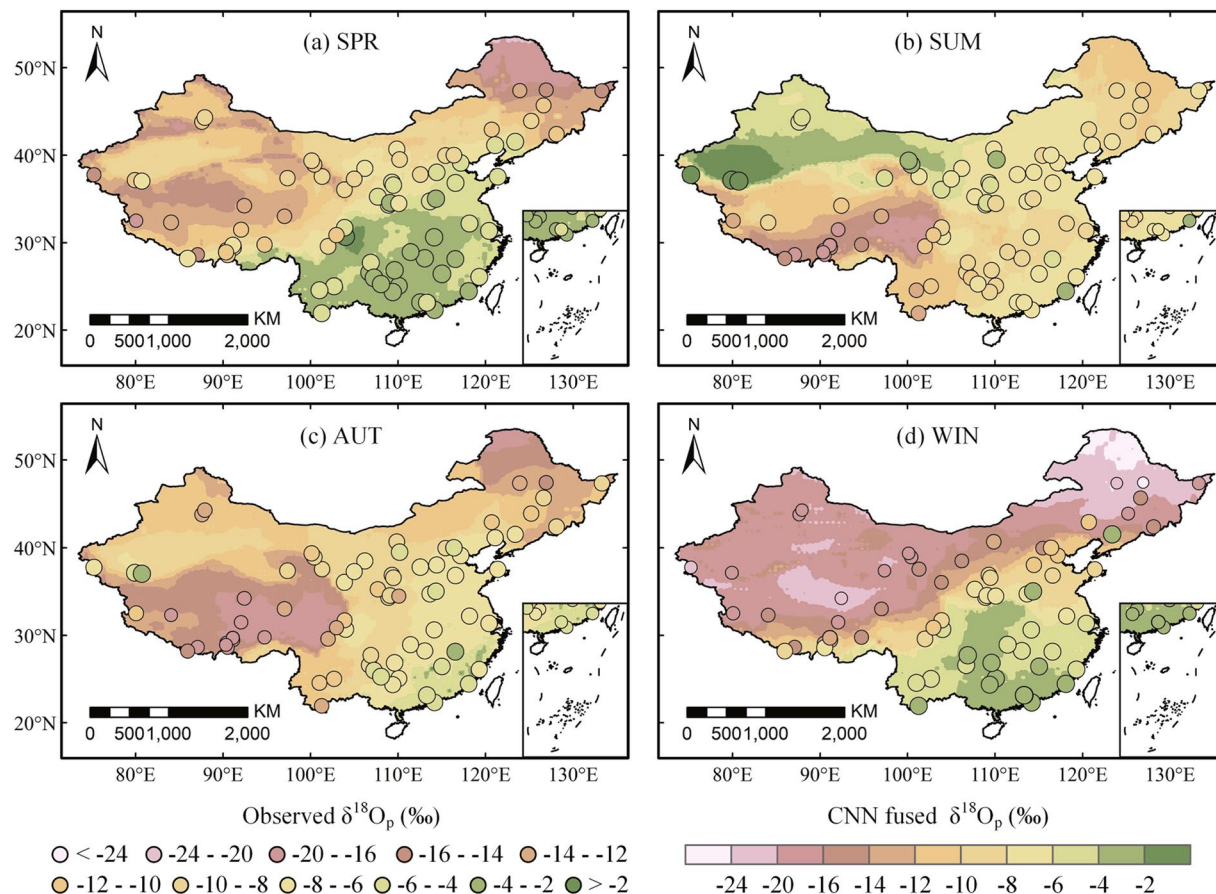 N
(a) SPR
50°N
40°N
30°N
20°N
KM
0 5001,000 2,000
80°E 90°E 100°E 110°E 120°E 130°E
N
(b) SUM
KM
0 5001,000 2,000
80°E 90°E 100°E 110°E 120°E 130°E
N
(c) AUT
50°N
40°N
30°N
20°N
KM
0 5001,000 2,000
80°E 90°E 100°E 110°E 120°E 130°E
N
(d) WIN
KM
0 5001,000 2,000
80°E 90°E 100°E 110°E 120°E 130°E
Observed δ¹⁸Oₚ (‰)
< -24 -24 - -20 -20 - -16 -16 - -14 -14 - -12
-12 - -10 -10 - -8 -8 - -6 -6 - -4 -4 - -2 > -2
CNN fused δ¹⁸Oₚ (‰)
-24 -20 -16 -14 -12 -10 -8 -6 -4 -2